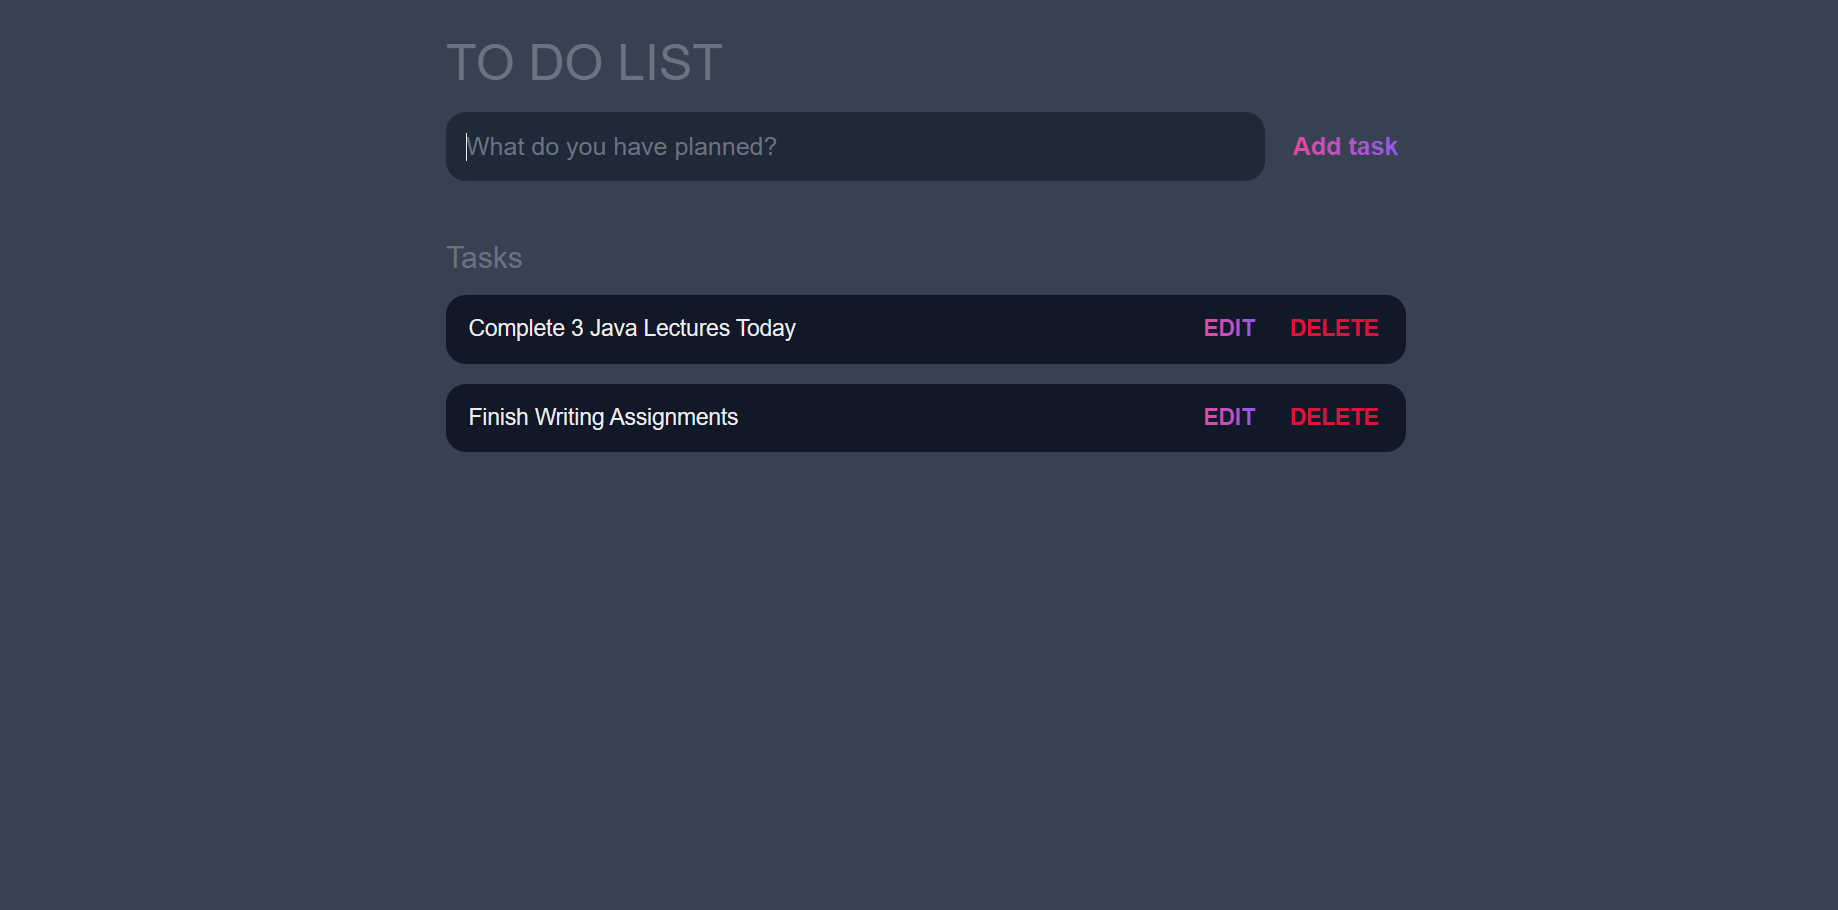 TO DO LIST
What do you have planned? Add task
Tasks
Complete 3 Java Lectures Today EDIT DELETE
Finish Writing Assignments EDIT DELETE